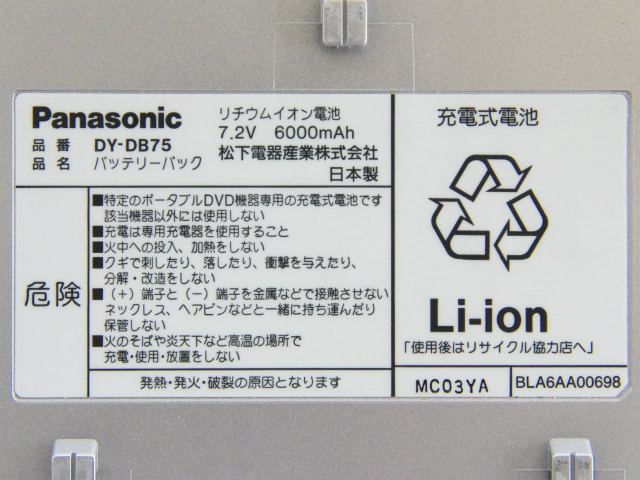 Panasonic
品 番 DY-DB75
品 名 バッテリーパック
リチウムイオン電池
7.2V 6000mAh
松下電器産業株式会社
日本製
危険
■特定のポータブルDVD機器専用の充電式電池です
該当機器以外には使用しない
■充電は専用充電器を使用すること
■火中への投入、加熱をしない
■クギで刺したり、落したり、衝撃を与えたり、
分解・改造をしない
■(+)端子と(−)端子を金属などで接触させない
ネックレス、ヘアピンなどと一緒に持ち運んだり
保管しない
■火のそばや炎天下など高温の場所で
充電・使用・放置をしない
発熱・発火・破裂の原因となります
充電式電池
Li-ion
「使用後はリサイクル協力店へ」
MC03YA
BLA6AA00698